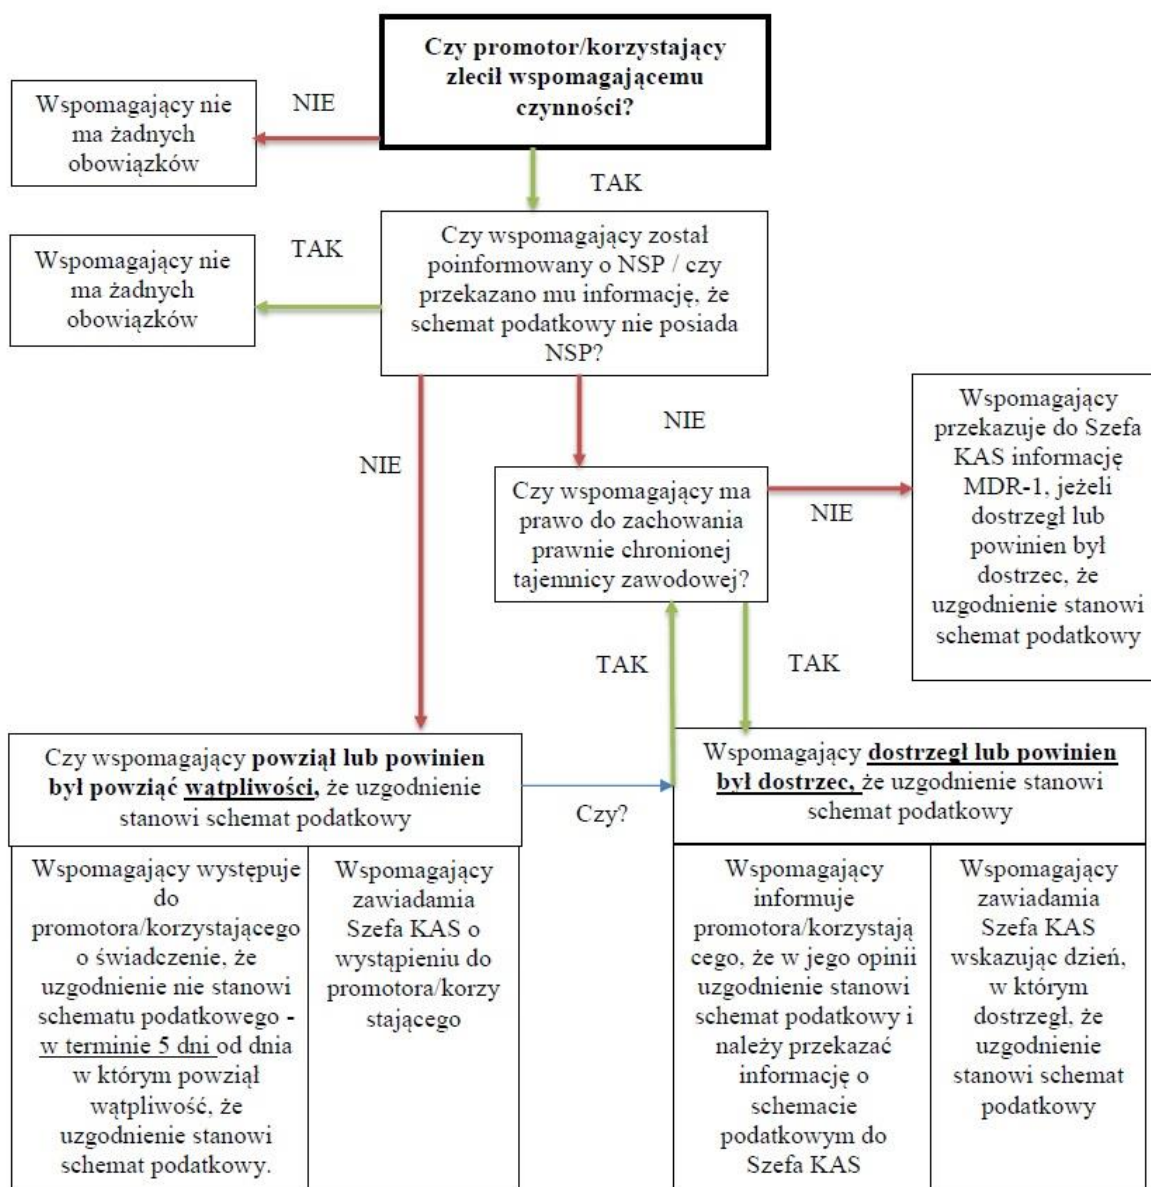 Czy promotor/korzystający
zlecił wspomagającemu
czynności?
NIE
Wspomagający nie
ma żadnych
obowiązków
TAK
Czy wspomagający został
poinformowany o NSP / czy
przekazano mu informację, że
schemat podatkowy nie posiada
NSP?
TAK
Wspomagający nie
ma żadnych
obowiązków
NIE
NIE
Czy wspomagający ma
prawo do zachowania
prawnie chronionej
tajemnicy zawodowej?
NIE
Wspomagający
przekazuje do Szefa
KAS informację
MDR-1, jeżeli
dostrzegł lub
powinien był
dostrzec, że
uzgodnienie stanowi
schemat podatkowy
TAK
TAK
Czy wspomagający powziął lub powinien
był powziąć wątpliwości, że uzgodnienie
stanowi schemat podatkowy
Czy?
Wspomagający dostrzegł lub powinien
był dostrzec, że uzgodnienie stanowi
schemat podatkowy
Wspomagający występuje
do
promotora/korzystającego
o świadczenie, że
uzgodnienie nie stanowi
schematu podatkowego -
w terminie 5 dni od dnia
w którym powziął
wątpliwość, że
uzgodnienie stanowi
schemat podatkowy.
Wspomagający
zawiadamia
Szefa KAS o
wystąpieniu do
promotora/korzy
stającego
Wspomagający
informuje
promotora/korzystają
cego, że w jego opinii
uzgodnienie stanowi
schemat podatkowy i
należy przekazać
informację o
schemacie
podatkowym do
Szefa KAS
Wspomagający
zawiadamia
Szefa KAS
wskazując dzień,
w którym
dostrzegł, że
uzgodnienie
stanowi schemat
podatkowy